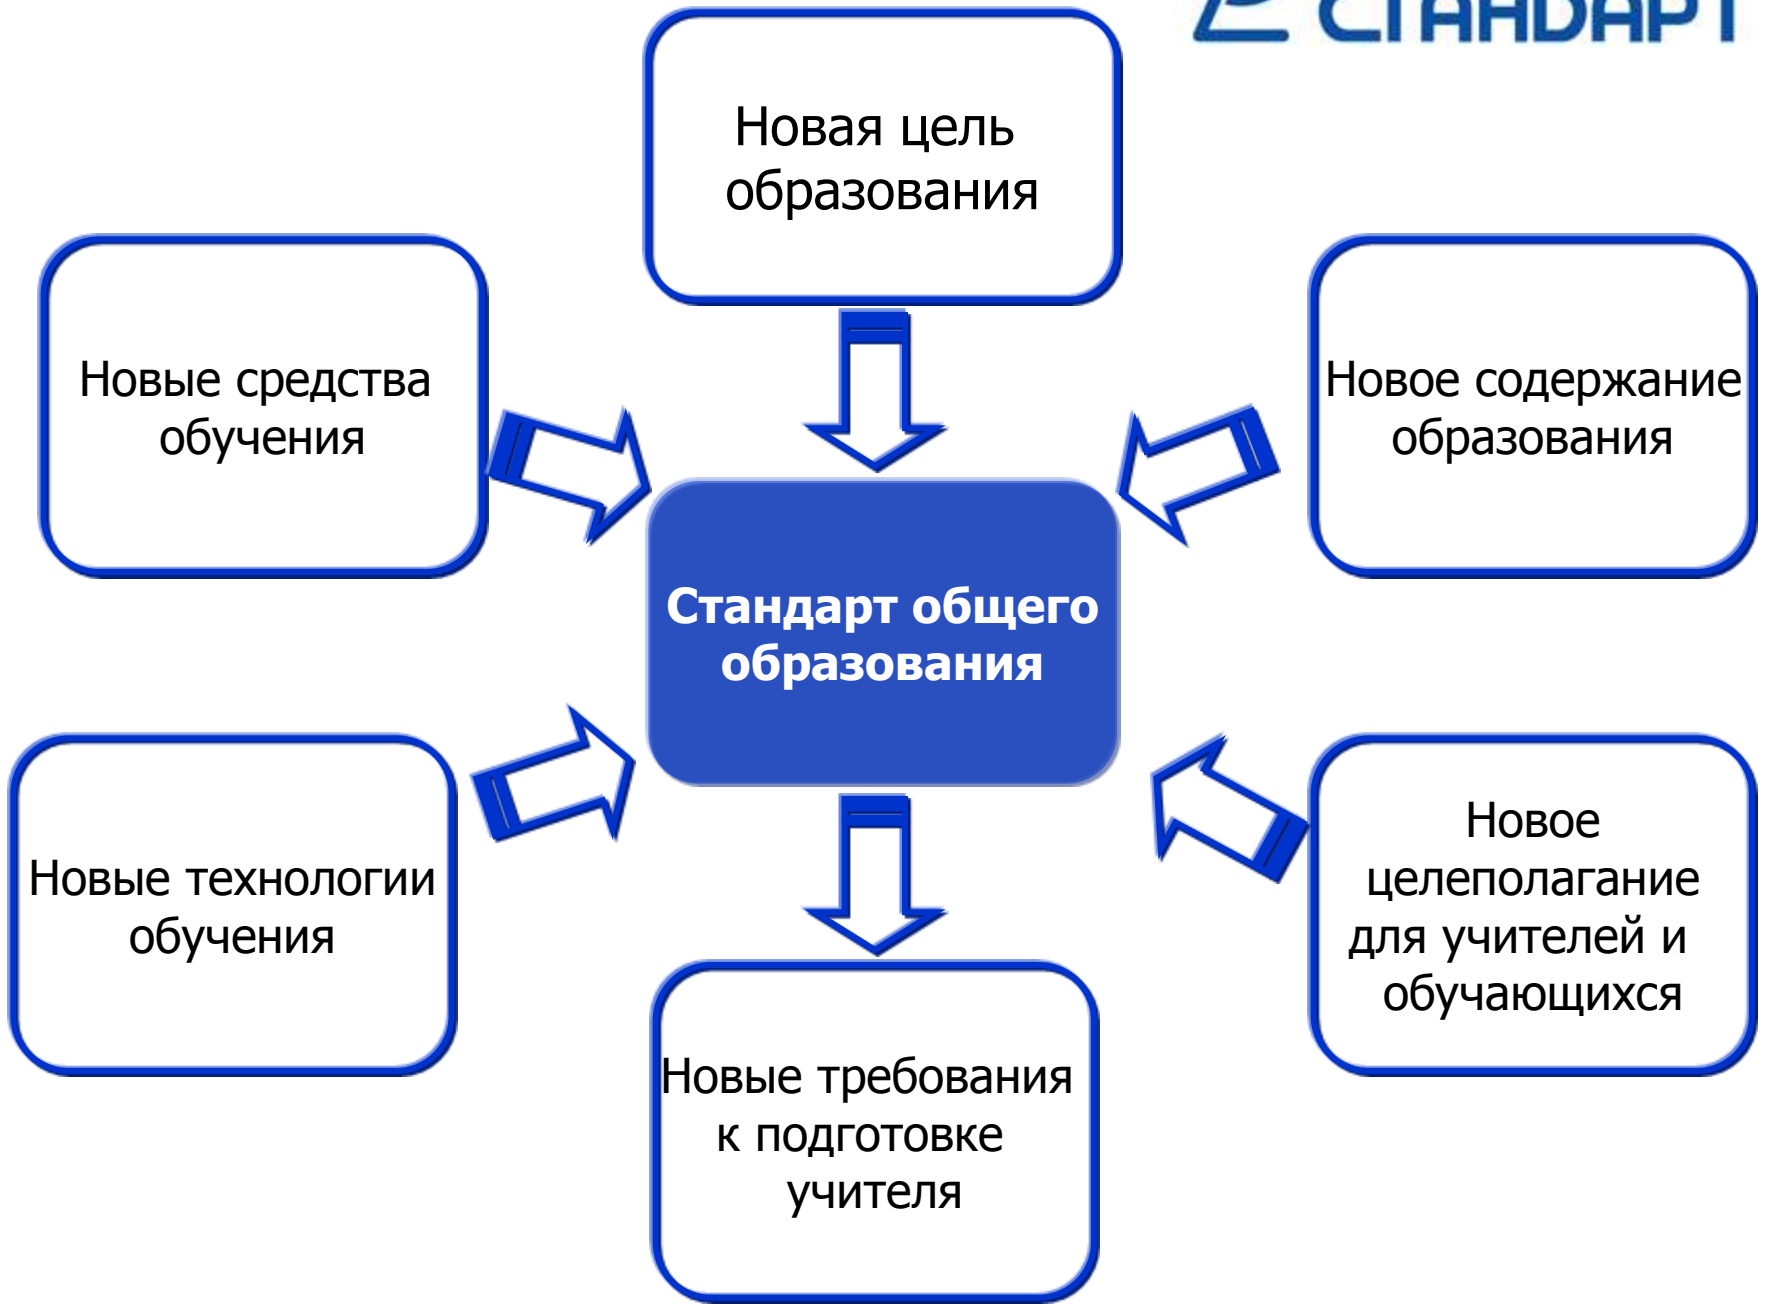 СТАНДАРТ
Новая цель
образования
Новые средства
обучения
Новое содержание
образования
Стандарт общего
образования
Новые технологии
обучения
Новое
целеполагание
для учителей и
обучающихся
Новые требования
к подготовке
учителя